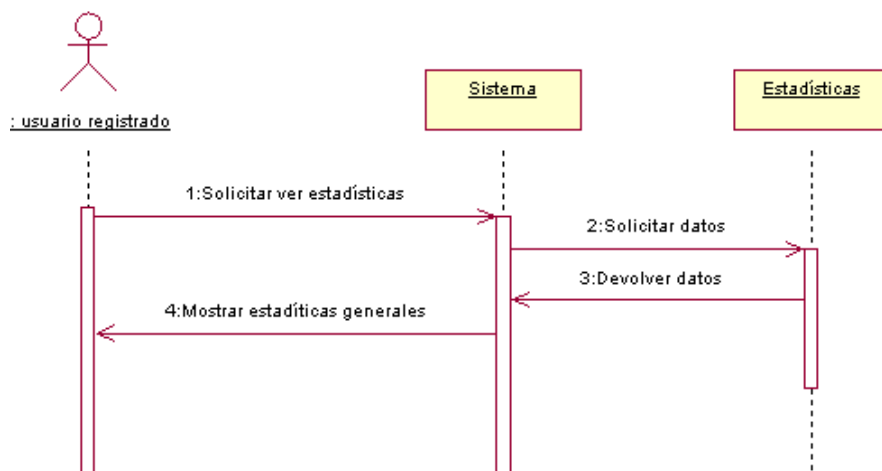 Sistema
Estadísticas
: usuario registrado
1:Solicitar ver estadísticas
2:Solicitar datos
3:Devolver datos
4:Mostrar estadíticas generales